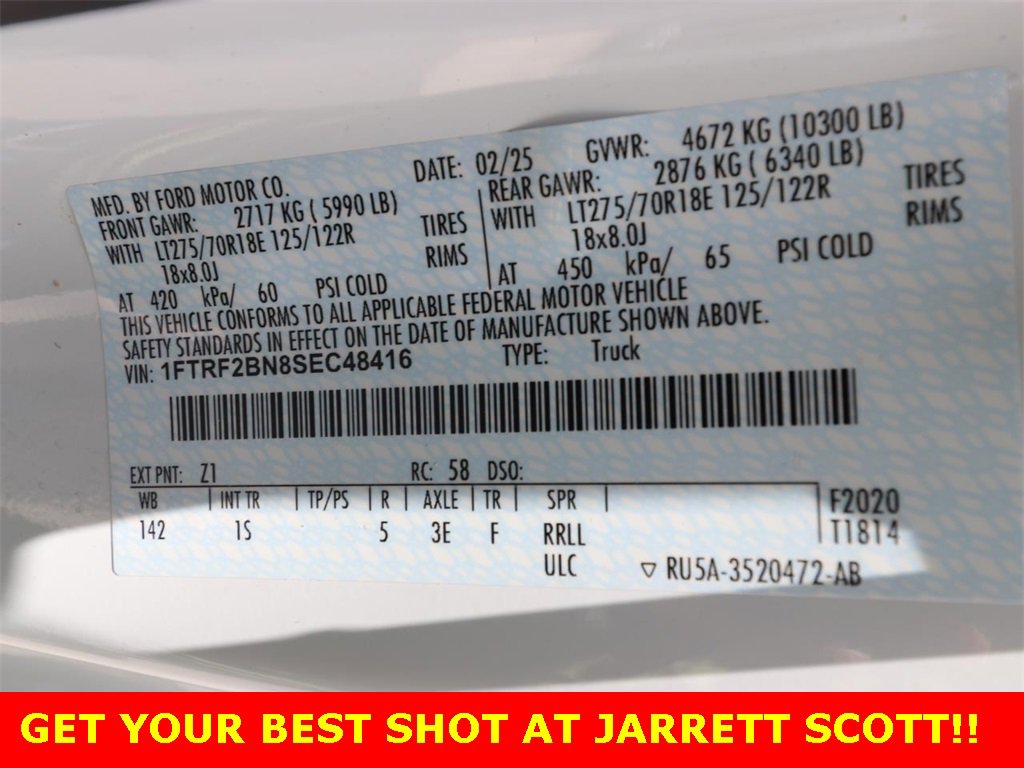 MFD. BY FORD MOTOR CO. DATE: 02/25 GVWR: 4672 KG (10300 LB)
FRONT GAWR: 2717 KG ( 5990 LB) REAR GAWR: 2876 KG ( 6340 LB)
WITH LT275/70R18E 125/122R TIRES WITH LT275/70R18E 125/122R TIRES
18x8.0J RIMS 18x8.0J RIMS
AT 420 kPa/ 60 PSI COLD AT 450 kPa/ 65 PSI COLD
THIS VEHICLE CONFORMS TO ALL APPLICABLE FEDERAL MOTOR VEHICLE
SAFETY STANDARDS IN EFFECT ON THE DATE OF MANUFACTURE SHOWN ABOVE.
VIN: 1FTRF2BN8SEC48416 TYPE: Truck
EXT PNT: Z1 RC: 58 DSO:
WB INT TR TP/PS R AXLE TR SPR F2020
142 1S 5 3E F RRLL T1814
ULC RU5A-3520472-AB
GET YOUR BEST SHOT AT JARRETT SCOTT!!